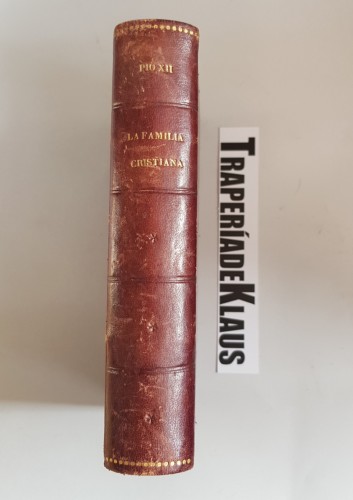 PIO XII
LA FAMILIA
CRISTIANA
TRAPERÍADEKLAUS